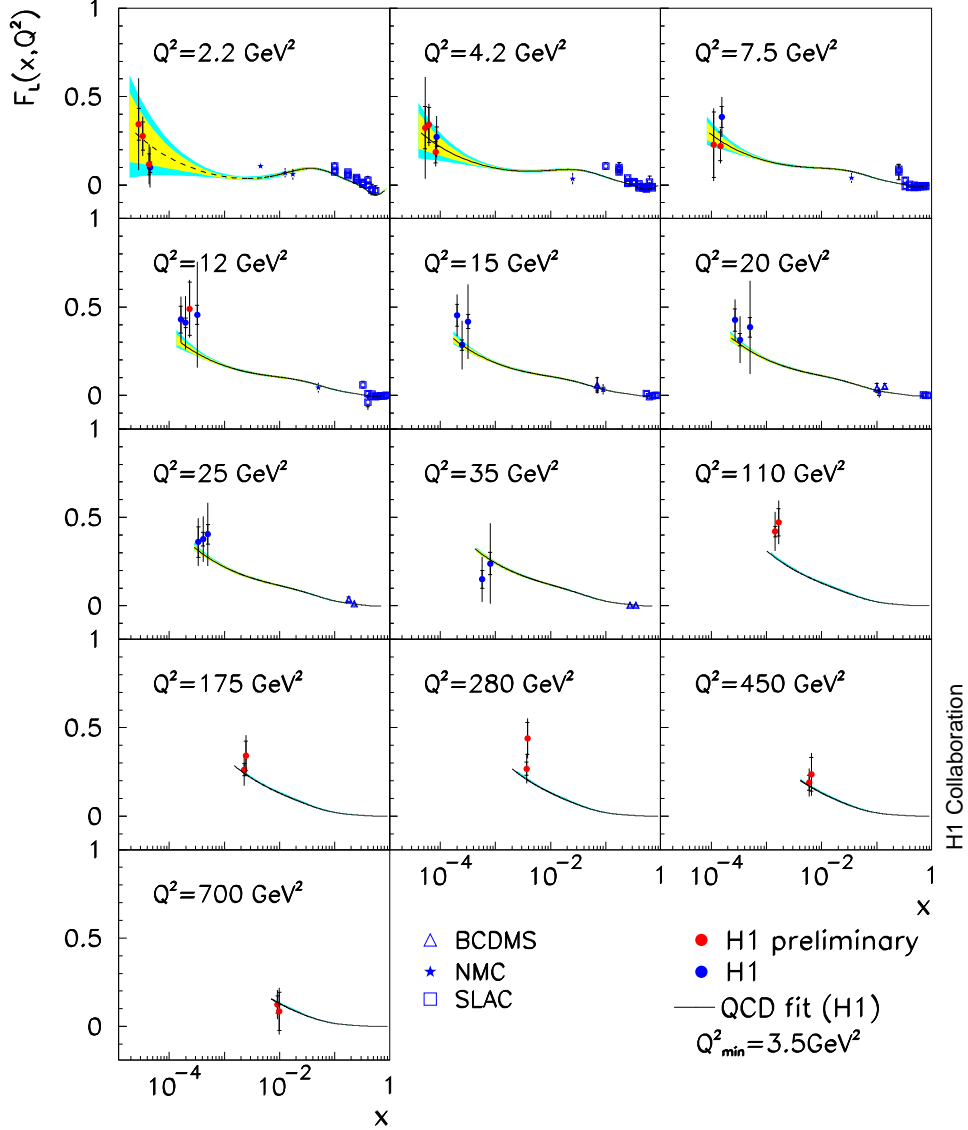 F_L(x,Q²)
1
Q²=2.2 GeV²
Q²=4.2 GeV²
Q²=7.5 GeV²
0.5
0
1
Q²=12 GeV²
Q²=15 GeV²
Q²=20 GeV²
0.5
0
1
Q²=25 GeV²
Q²=35 GeV²
Q²=110 GeV²
0.5
0
1
Q²=175 GeV²
Q²=280 GeV²
Q²=450 GeV²
0.5
0
1
10⁻⁴ 10⁻² 1
10⁻⁴ 10⁻² 1
x
Q²=700 GeV²
0.5
0
10⁻⁴ 10⁻² 1
x
BCDMS
NMC
SLAC
H1 preliminary
H1
QCD fit (H1)
Q²min=3.5GeV²
H1 Collaboration